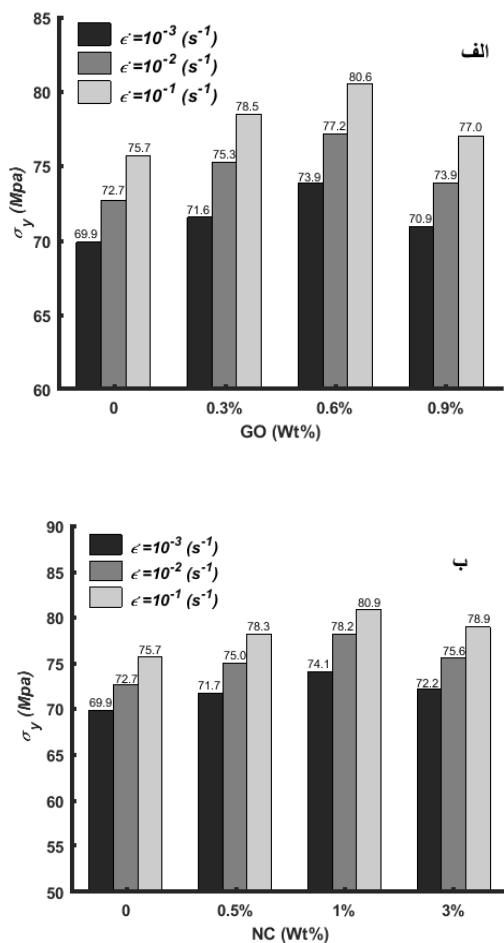 85
80
75
70
65
60
σy (Mpa)
ϵ˙=10-3 (s-1)
ϵ˙=10-2 (s-1)
ϵ˙=10-1 (s-1)
الف
69.9
72.7
75.7
71.6
75.3
78.5
73.9
77.2
80.6
70.9
73.9
77.0
0 0.3% 0.6% 0.9%
GO (Wt%)
90
85
80
75
70
65
60
55
50
σy (Mpa)
ϵ˙=10-3 (s-1)
ϵ˙=10-2 (s-1)
ϵ˙=10-1 (s-1)
ب
69.9
72.7
75.7
71.7
75.0
78.3
74.1
78.2
80.9
72.2
75.6
78.9
0 0.5% 1% 3%
NC (Wt%)